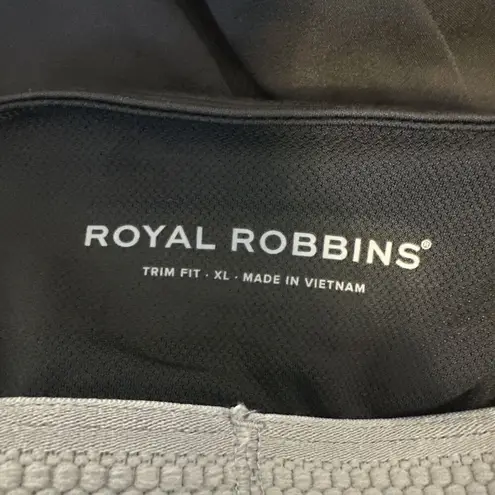 ROYAL ROBBINS®
TRIM FIT · XL · MADE IN VIETNAM